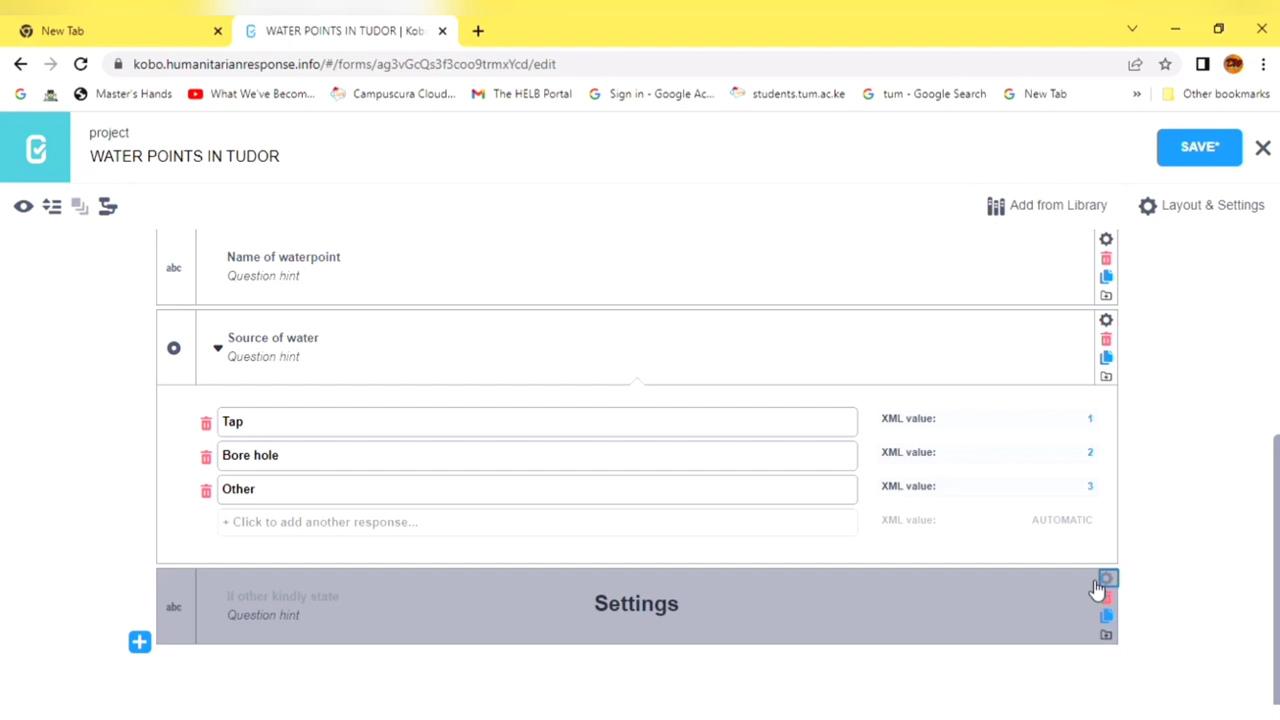 New Tab
WATER POINTS IN TUDOR | Kobo
kobo.humanitarianresponse.info/#/forms/ag3vGcQs3f3coo9trmxYcd/edit
Master's Hands
What We've Becom...
Campuscura Cloud...
The HELB Portal
Sign in - Google Ac...
students.tum.ac.ke
tum - Google Search
New Tab
»
Other bookmarks
project
WATER POINTS IN TUDOR
SAVE*
Add from Library
Layout & Settings
abc
Name of waterpoint
Question hint
Source of water
Question hint
Tap
XML value: 1
Bore hole
XML value: 2
Other
XML value: 3
+ Click to add another response...
XML value: AUTOMATIC
abc
If other kindly state
Question hint
Settings